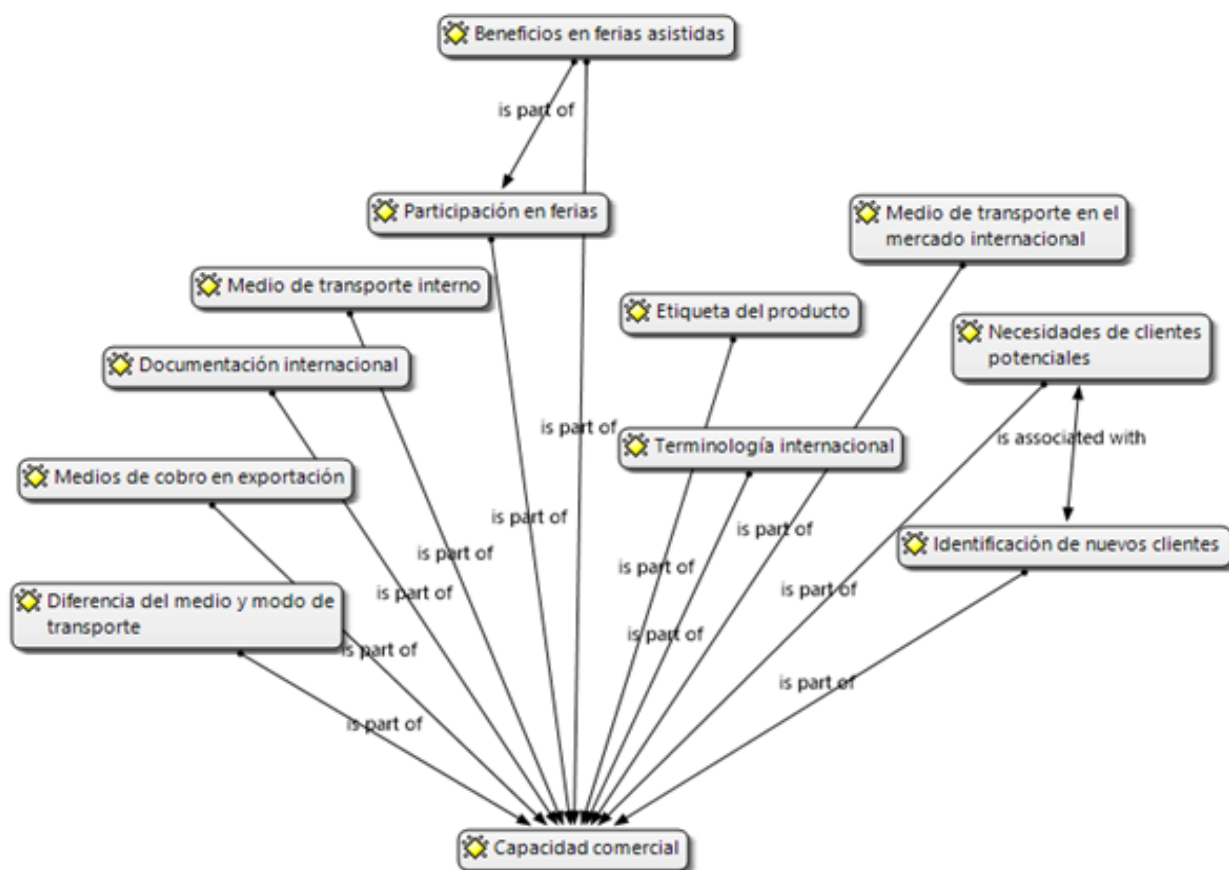 Beneficios en ferias asistidas
is part of
Participación en ferias
Medio de transporte en el
mercado internacional
Medio de transporte interno
Etiqueta del producto
Necesidades de clientes
potenciales
Documentación internacional
is part of
is associated with
Terminología internacional
Medios de cobro en exportación
is part of
is part of
Identificación de nuevos clientes
is part of
is part of
is part of
is part of
Diferencia del medio y modo de
transporte
is part of
is part of
is part of
is part of
Capacidad comercial